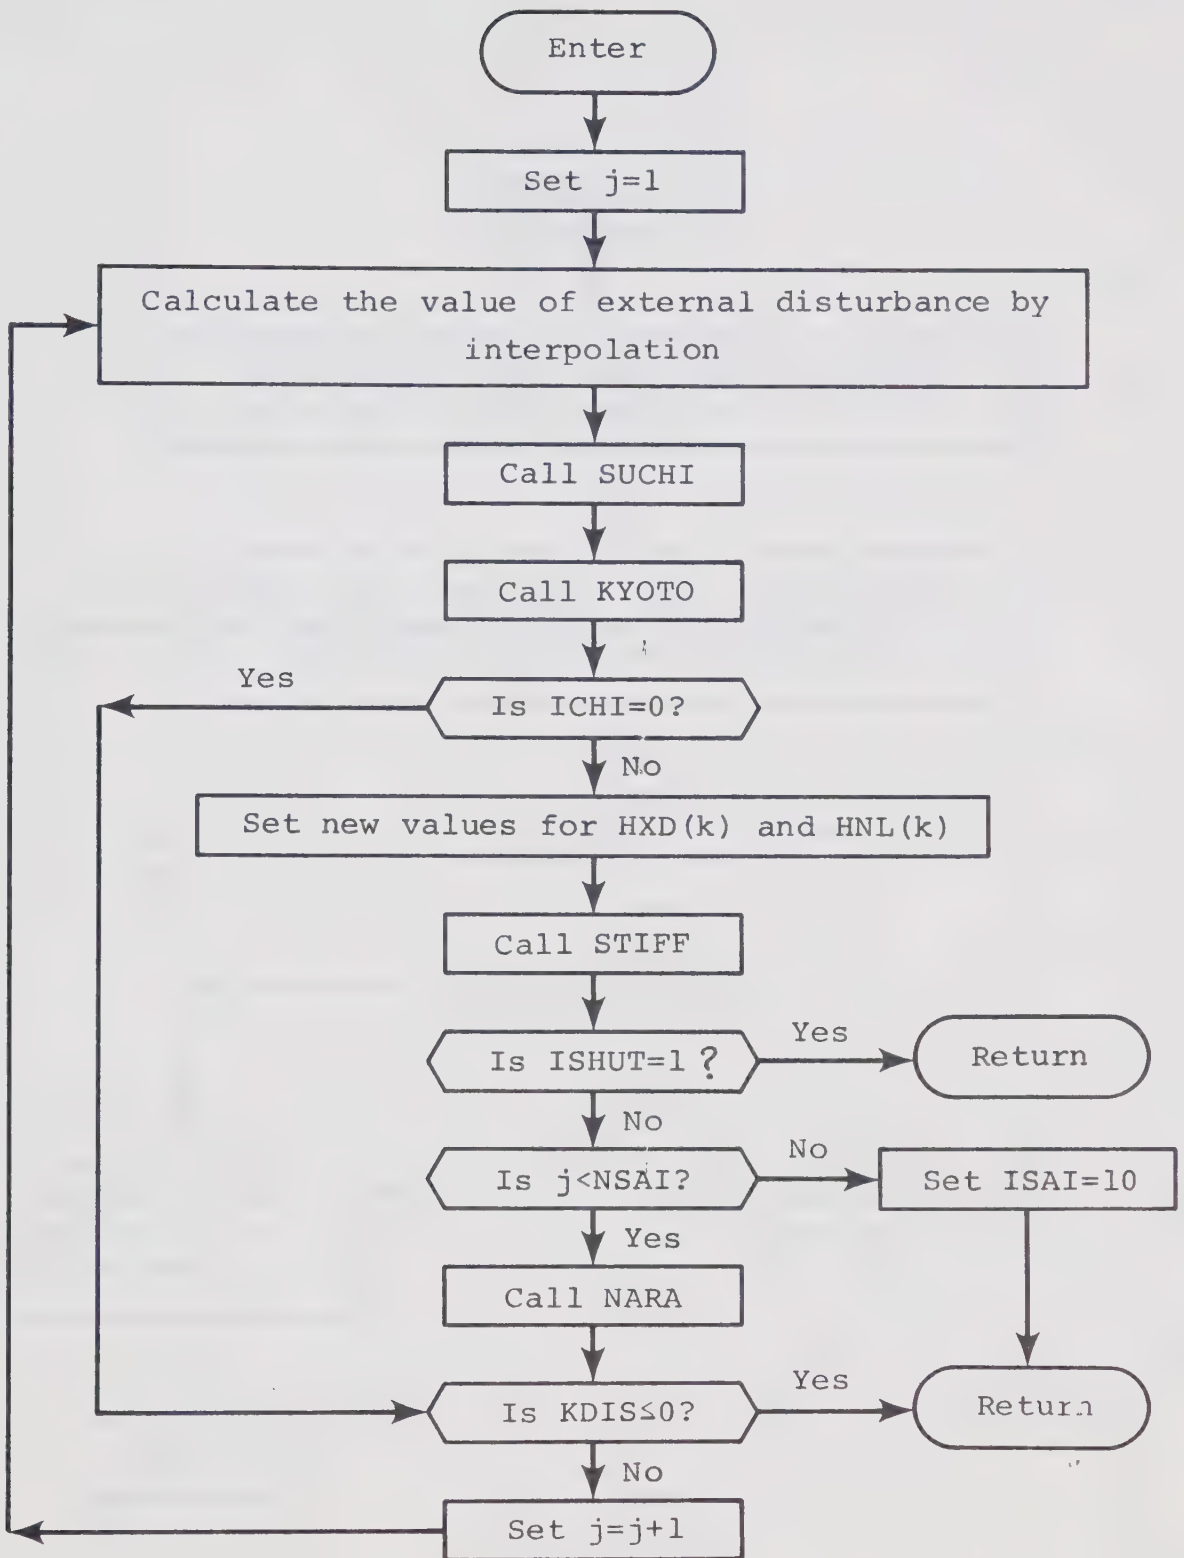 Enter
Set j=1
Calculate the value of external disturbance by
interpolation
Call SUCHI
Call KYOTO
Yes
Is ICHI=0?
No
Set new values for HXD(k) and HNL(k)
Call STIFF
Is ISHUT=1 ?
Yes
Return
No
Is j<NSAI?
No
Set ISAI=10
Yes
Call NARA
Is KDIS≤0?
Yes
Return
No
Set j=j+1